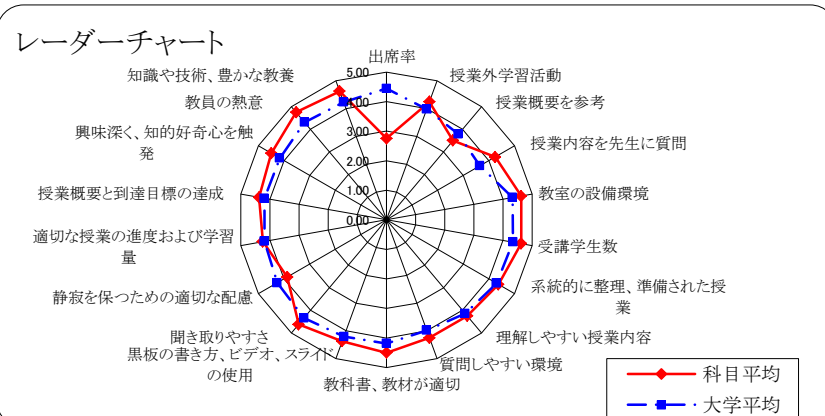 レーダーチャート
出席率
授業外学習活動
授業概要を参考
授業内容を先生に質問
教室の設備環境
受講学生数
系統的に整理、準備された授
業
理解しやすい授業内容
質問しやすい環境
教科書、教材が適切
黒板の書き方、ビデオ、スライド
の使用
聞き取りやすさ
静寂を保つための適切な配慮
適切な授業の進度および学習
量
授業概要と到達目標の達成
興味深く、知的好奇心を触
発
教員の熱意
知識や技術、豊かな教養
5.00
4.00
3.00
2.00
1.00
0.00
科目平均
大学平均